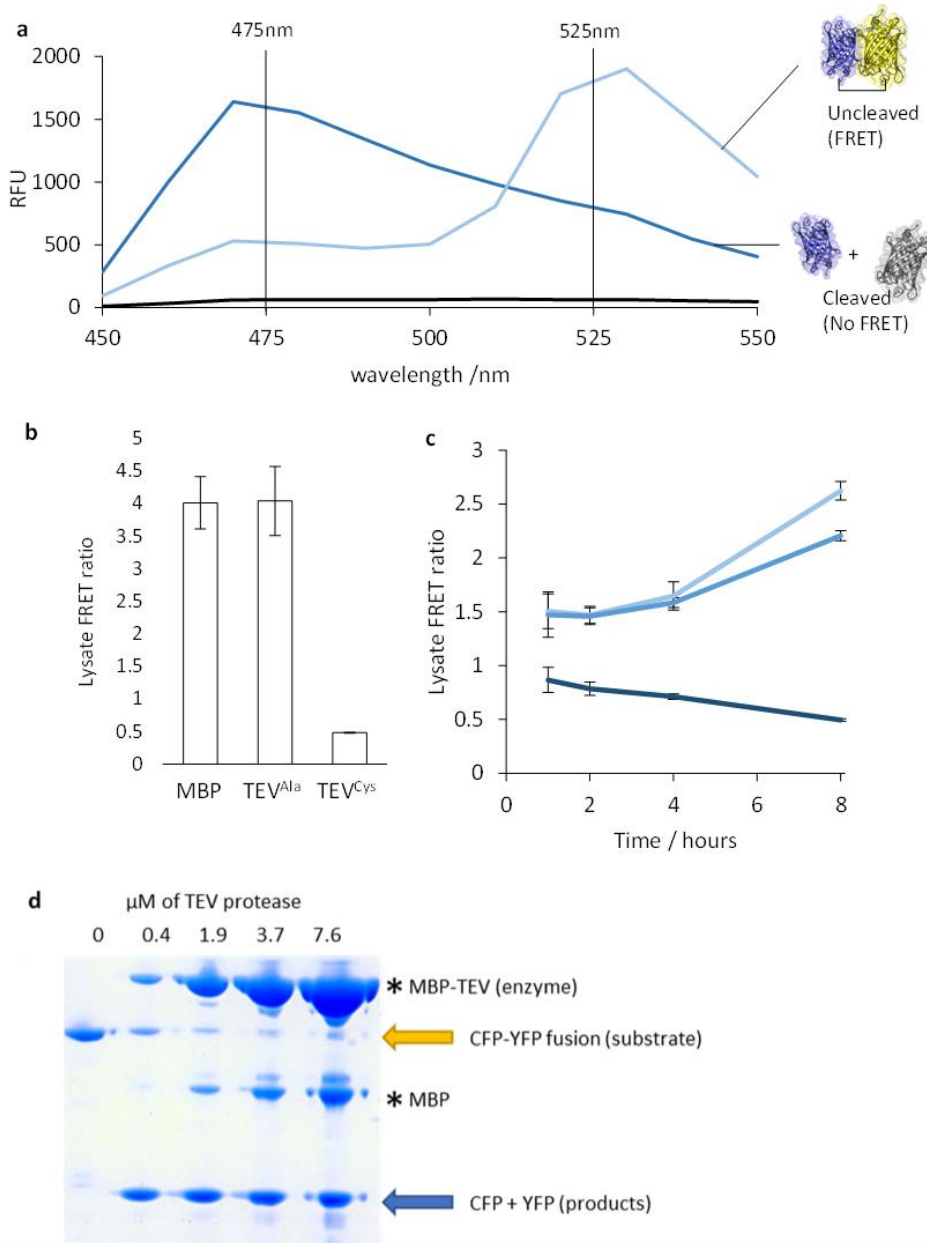 a
475nm
525nm
2000
1500
1000
500
0
RFU
450
475
500
525
550
wavelength /nm
Uncleaved
(FRET)
+
Cleaved
(No FRET)
b
5
4.5
4
3.5
3
2.5
2
1.5
1
0.5
0
Lysate FRET ratio
MBP
TEVAla
TEVCys
c
3
2.5
2
1.5
1
0.5
0
Lysate FRET ratio
0
2
4
6
8
Time / hours
d
µM of TEV protease
0 0.4 1.9 3.7 7.6
* MBP-TEV (enzyme)
CFP-YFP fusion (substrate)
* MBP
CFP + YFP (products)